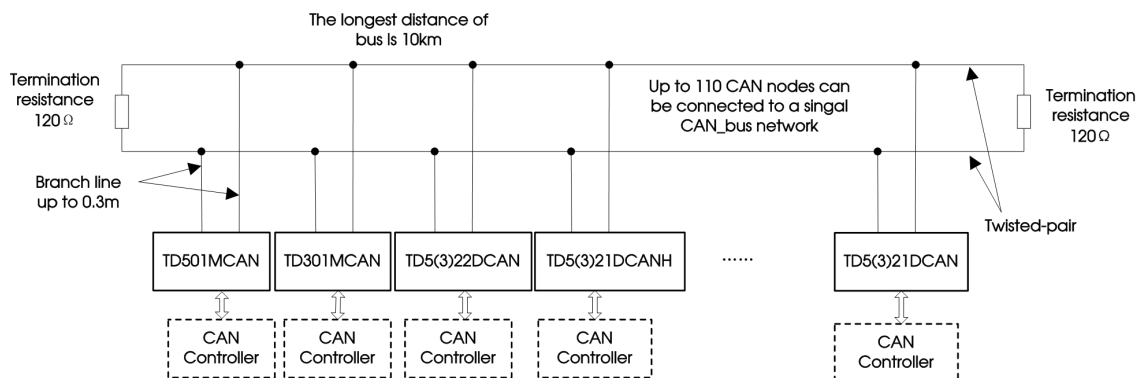 The longest distance of
bus Is 10km
Termination
resistance
120Ω
Up to 110 CAN nodes can
be connected to a singal
CAN_bus network
Termination
resistance
120Ω
Branch line
up to 0.3m
Twisted-pair
TD501MCAN
TD301MCAN
TD5(3)22DCAN
TD5(3)21DCANH
......
TD5(3)21DCAN
CAN
Controller
CAN
Controller
CAN
Controller
CAN
Controller
CAN
Controller